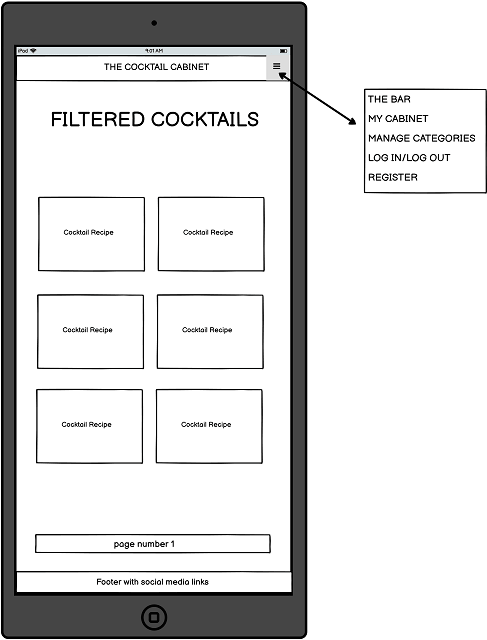 iPod
9:01 AM
THE COCKTAIL CABINET
THE BAR
MY CABINET
MANAGE CATEGORIES
LOG IN/LOG OUT
REGISTER
FILTERED COCKTAILS
Cocktail Recipe
Cocktail Recipe
Cocktail Recipe
Cocktail Recipe
Cocktail Recipe
Cocktail Recipe
page number 1
Footer with social media links